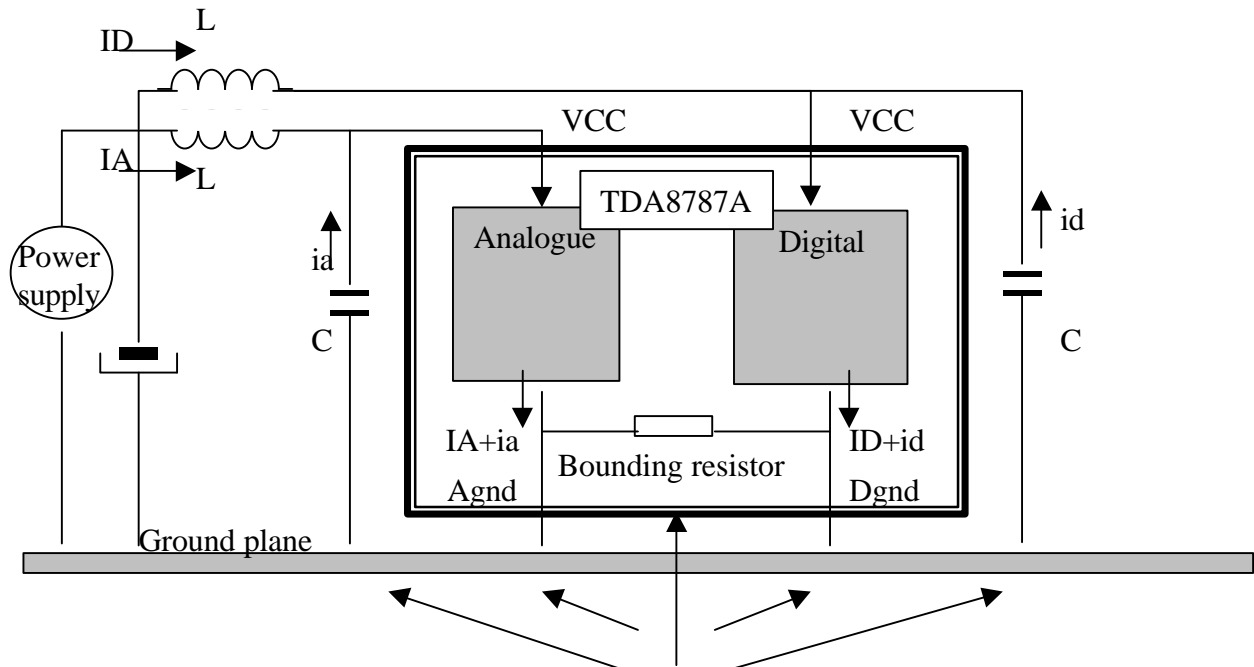 L
ID
VCC
VCC
IA
L
TDA8787A
Analogue
Digital
Power
supply
ia
id
C
C
IA+ia
ID+id
Bounding resistor
Agnd
Dgnd
Ground plane